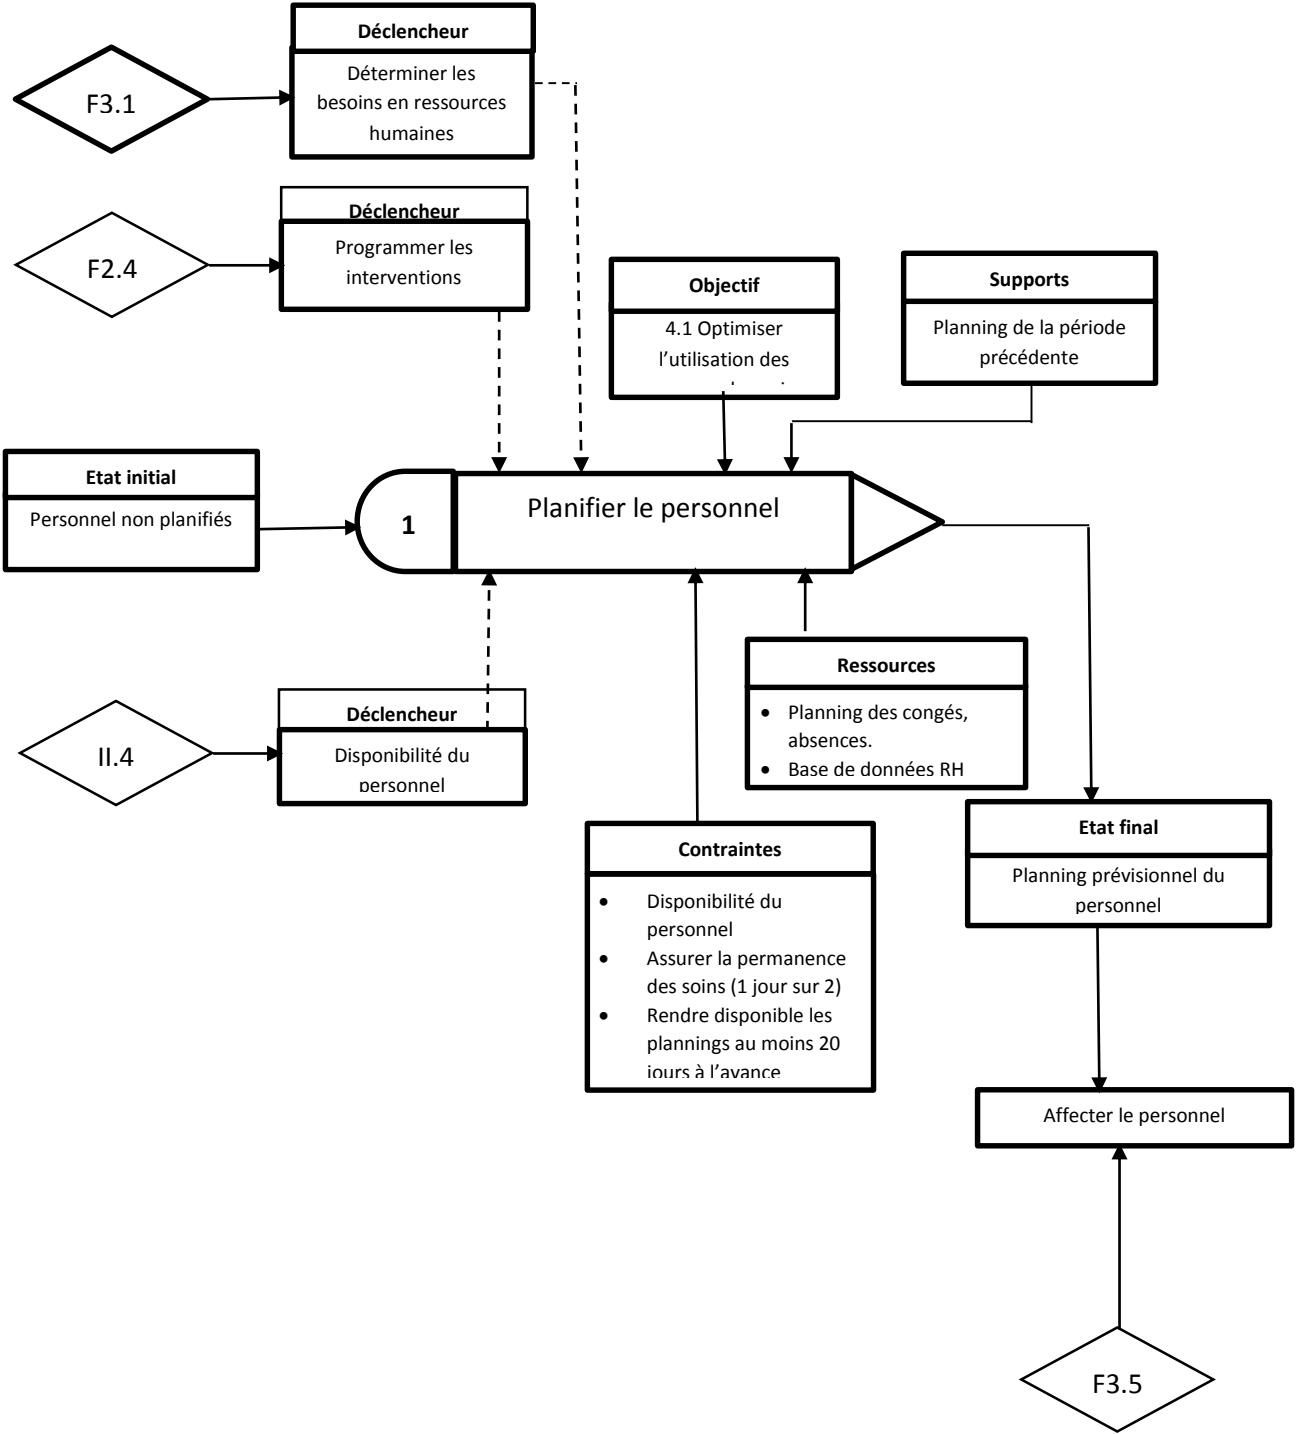 Déclencheur
Déterminer les
besoins en ressources
humaines
F3.1
Déclencheur
Programmer les
interventions
F2.4
Objectif
4.1 Optimiser
l’utilisation des
Supports
Planning de la période
précédente
Etat initial
Personnel non planifiés
1
Planifier le personnel
Déclencheur
Disponibilité du
personnel
II.4
Ressources
• Planning des congés,
absences.
• Base de données RH
Contraintes
• Disponibilité du
personnel
• Assurer la permanence
des soins (1 jour sur 2)
• Rendre disponible les
plannings au moins 20
jours à l’avance
Etat final
Planning prévisionnel du
personnel
Affecter le personnel
F3.5